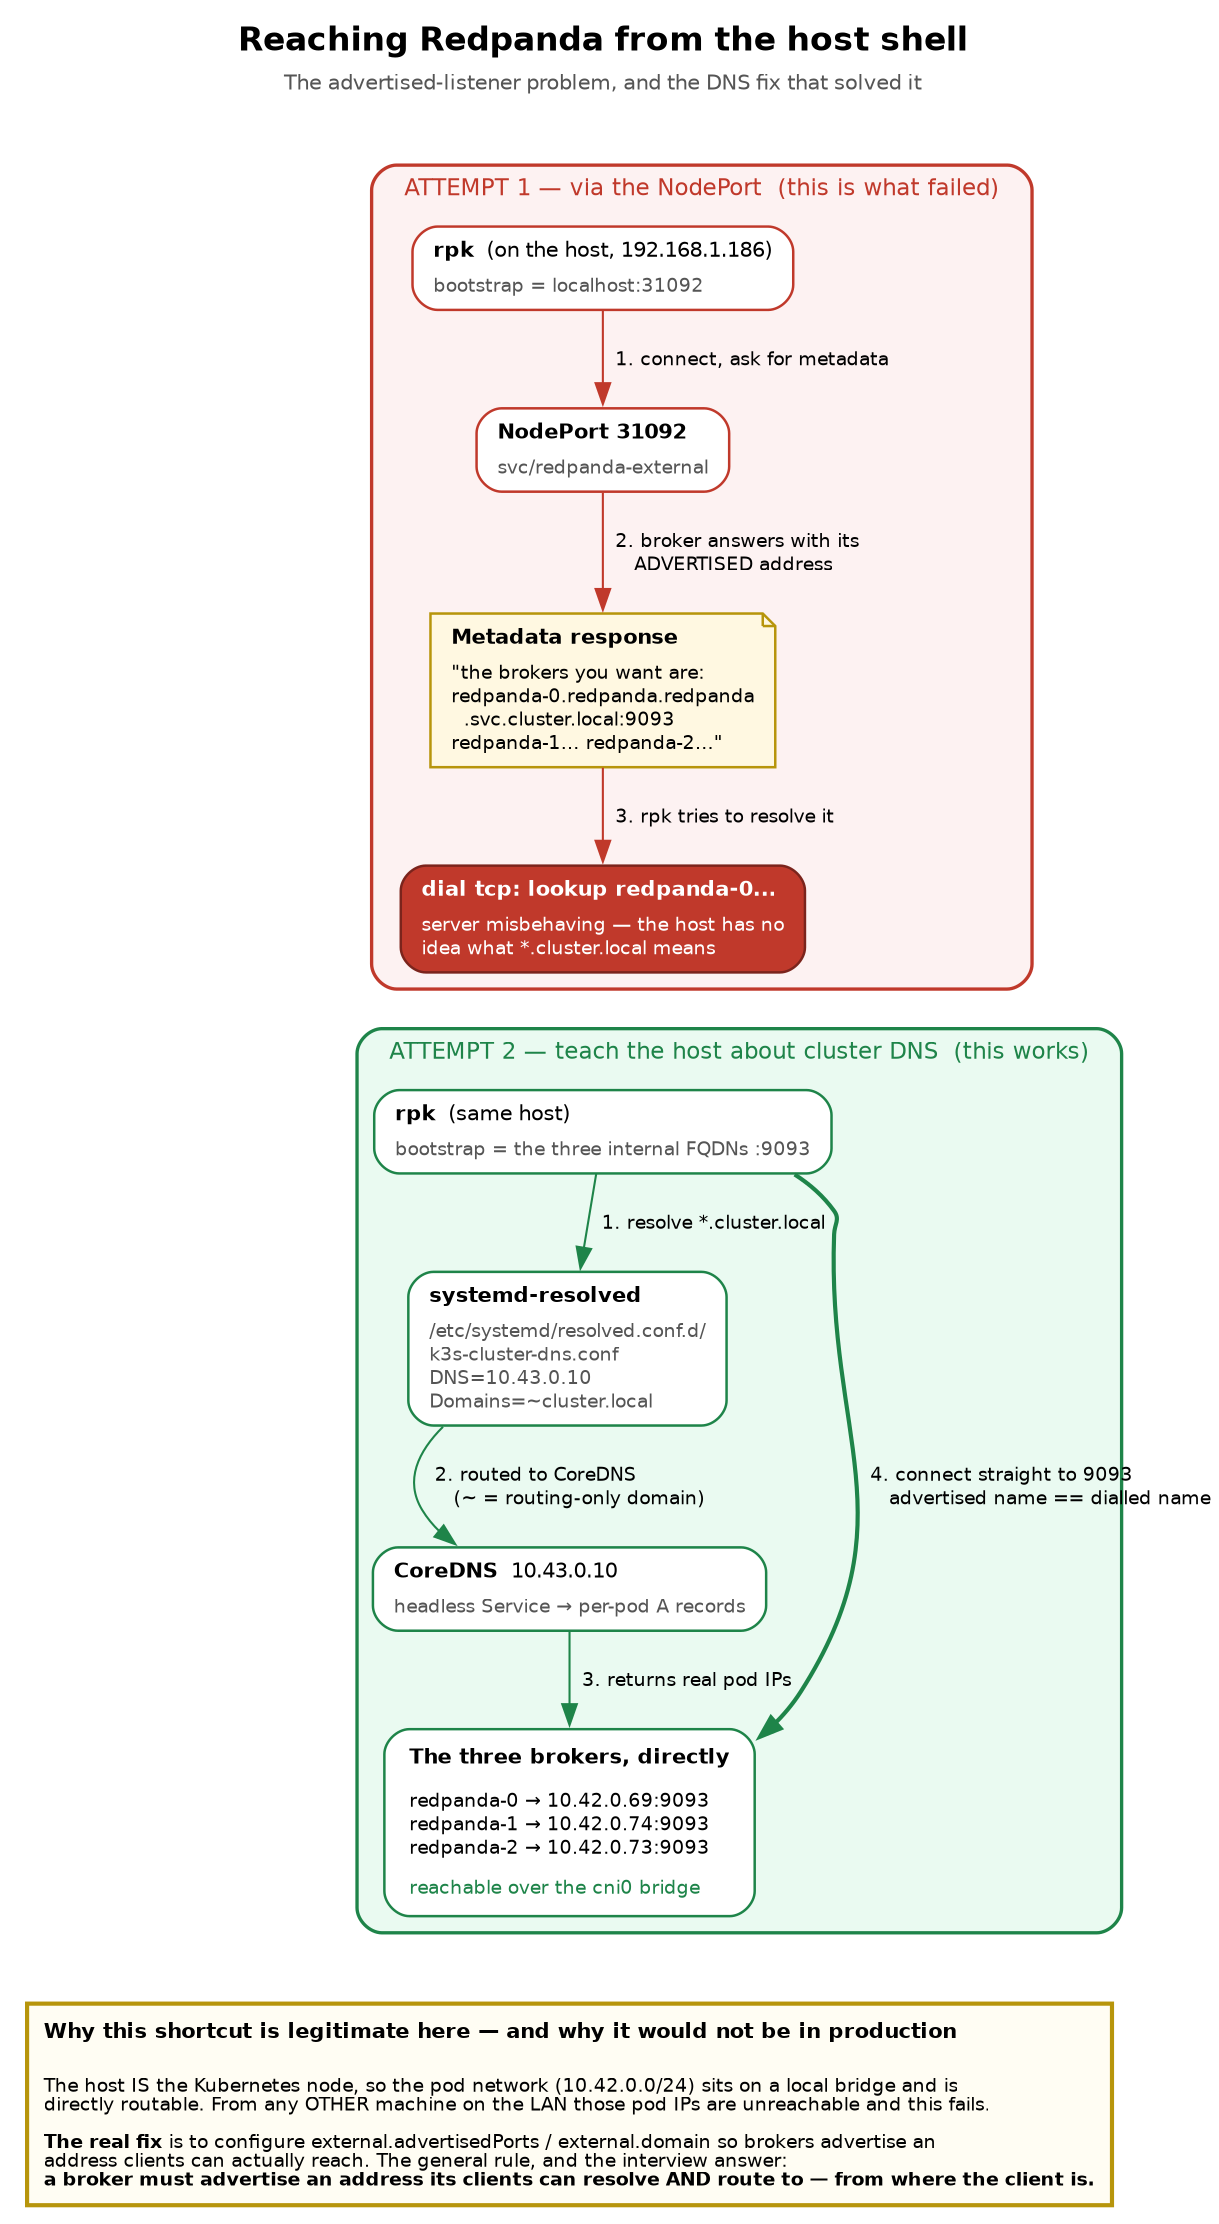 Reaching Redpanda from the host shell
The advertised-listener problem, and the DNS fix that solved it
ATTEMPT 1 — via the NodePort  (this is what failed)
rpk  (on the host, 192.168.1.186)
bootstrap = localhost:31092
1. connect, ask for metadata
NodePort 31092
svc/redpanda-external
2. broker answers with its
ADVERTISED address
Metadata response
"the brokers you want are:
redpanda-0.redpanda.redpanda
.svc.cluster.local:9093
redpanda-1... redpanda-2..."
3. rpk tries to resolve it
dial tcp: lookup redpanda-0...
server misbehaving — the host has no
idea what *.cluster.local means
ATTEMPT 2 — teach the host about cluster DNS  (this works)
rpk  (same host)
bootstrap = the three internal FQDNs :9093
1. resolve *.cluster.local
systemd-resolved
/etc/systemd/resolved.conf.d/
k3s-cluster-dns.conf
DNS=10.43.0.10
Domains=~cluster.local
2. routed to CoreDNS
(~ = routing-only domain)
4. connect straight to 9093
advertised name == dialled name
CoreDNS  10.43.0.10
headless Service → per-pod A records
3. returns real pod IPs
The three brokers, directly
redpanda-0 → 10.42.0.69:9093
redpanda-1 → 10.42.0.74:9093
redpanda-2 → 10.42.0.73:9093
reachable over the cni0 bridge
Why this shortcut is legitimate here — and why it would not be in production
The host IS the Kubernetes node, so the pod network (10.42.0.0/24) sits on a local bridge and is
directly routable. From any OTHER machine on the LAN those pod IPs are unreachable and this fails.
The real fix is to configure external.advertisedPorts / external.domain so brokers advertise an
address clients can actually reach. The general rule, and the interview answer:
a broker must advertise an address its clients can resolve AND route to — from where the client is.